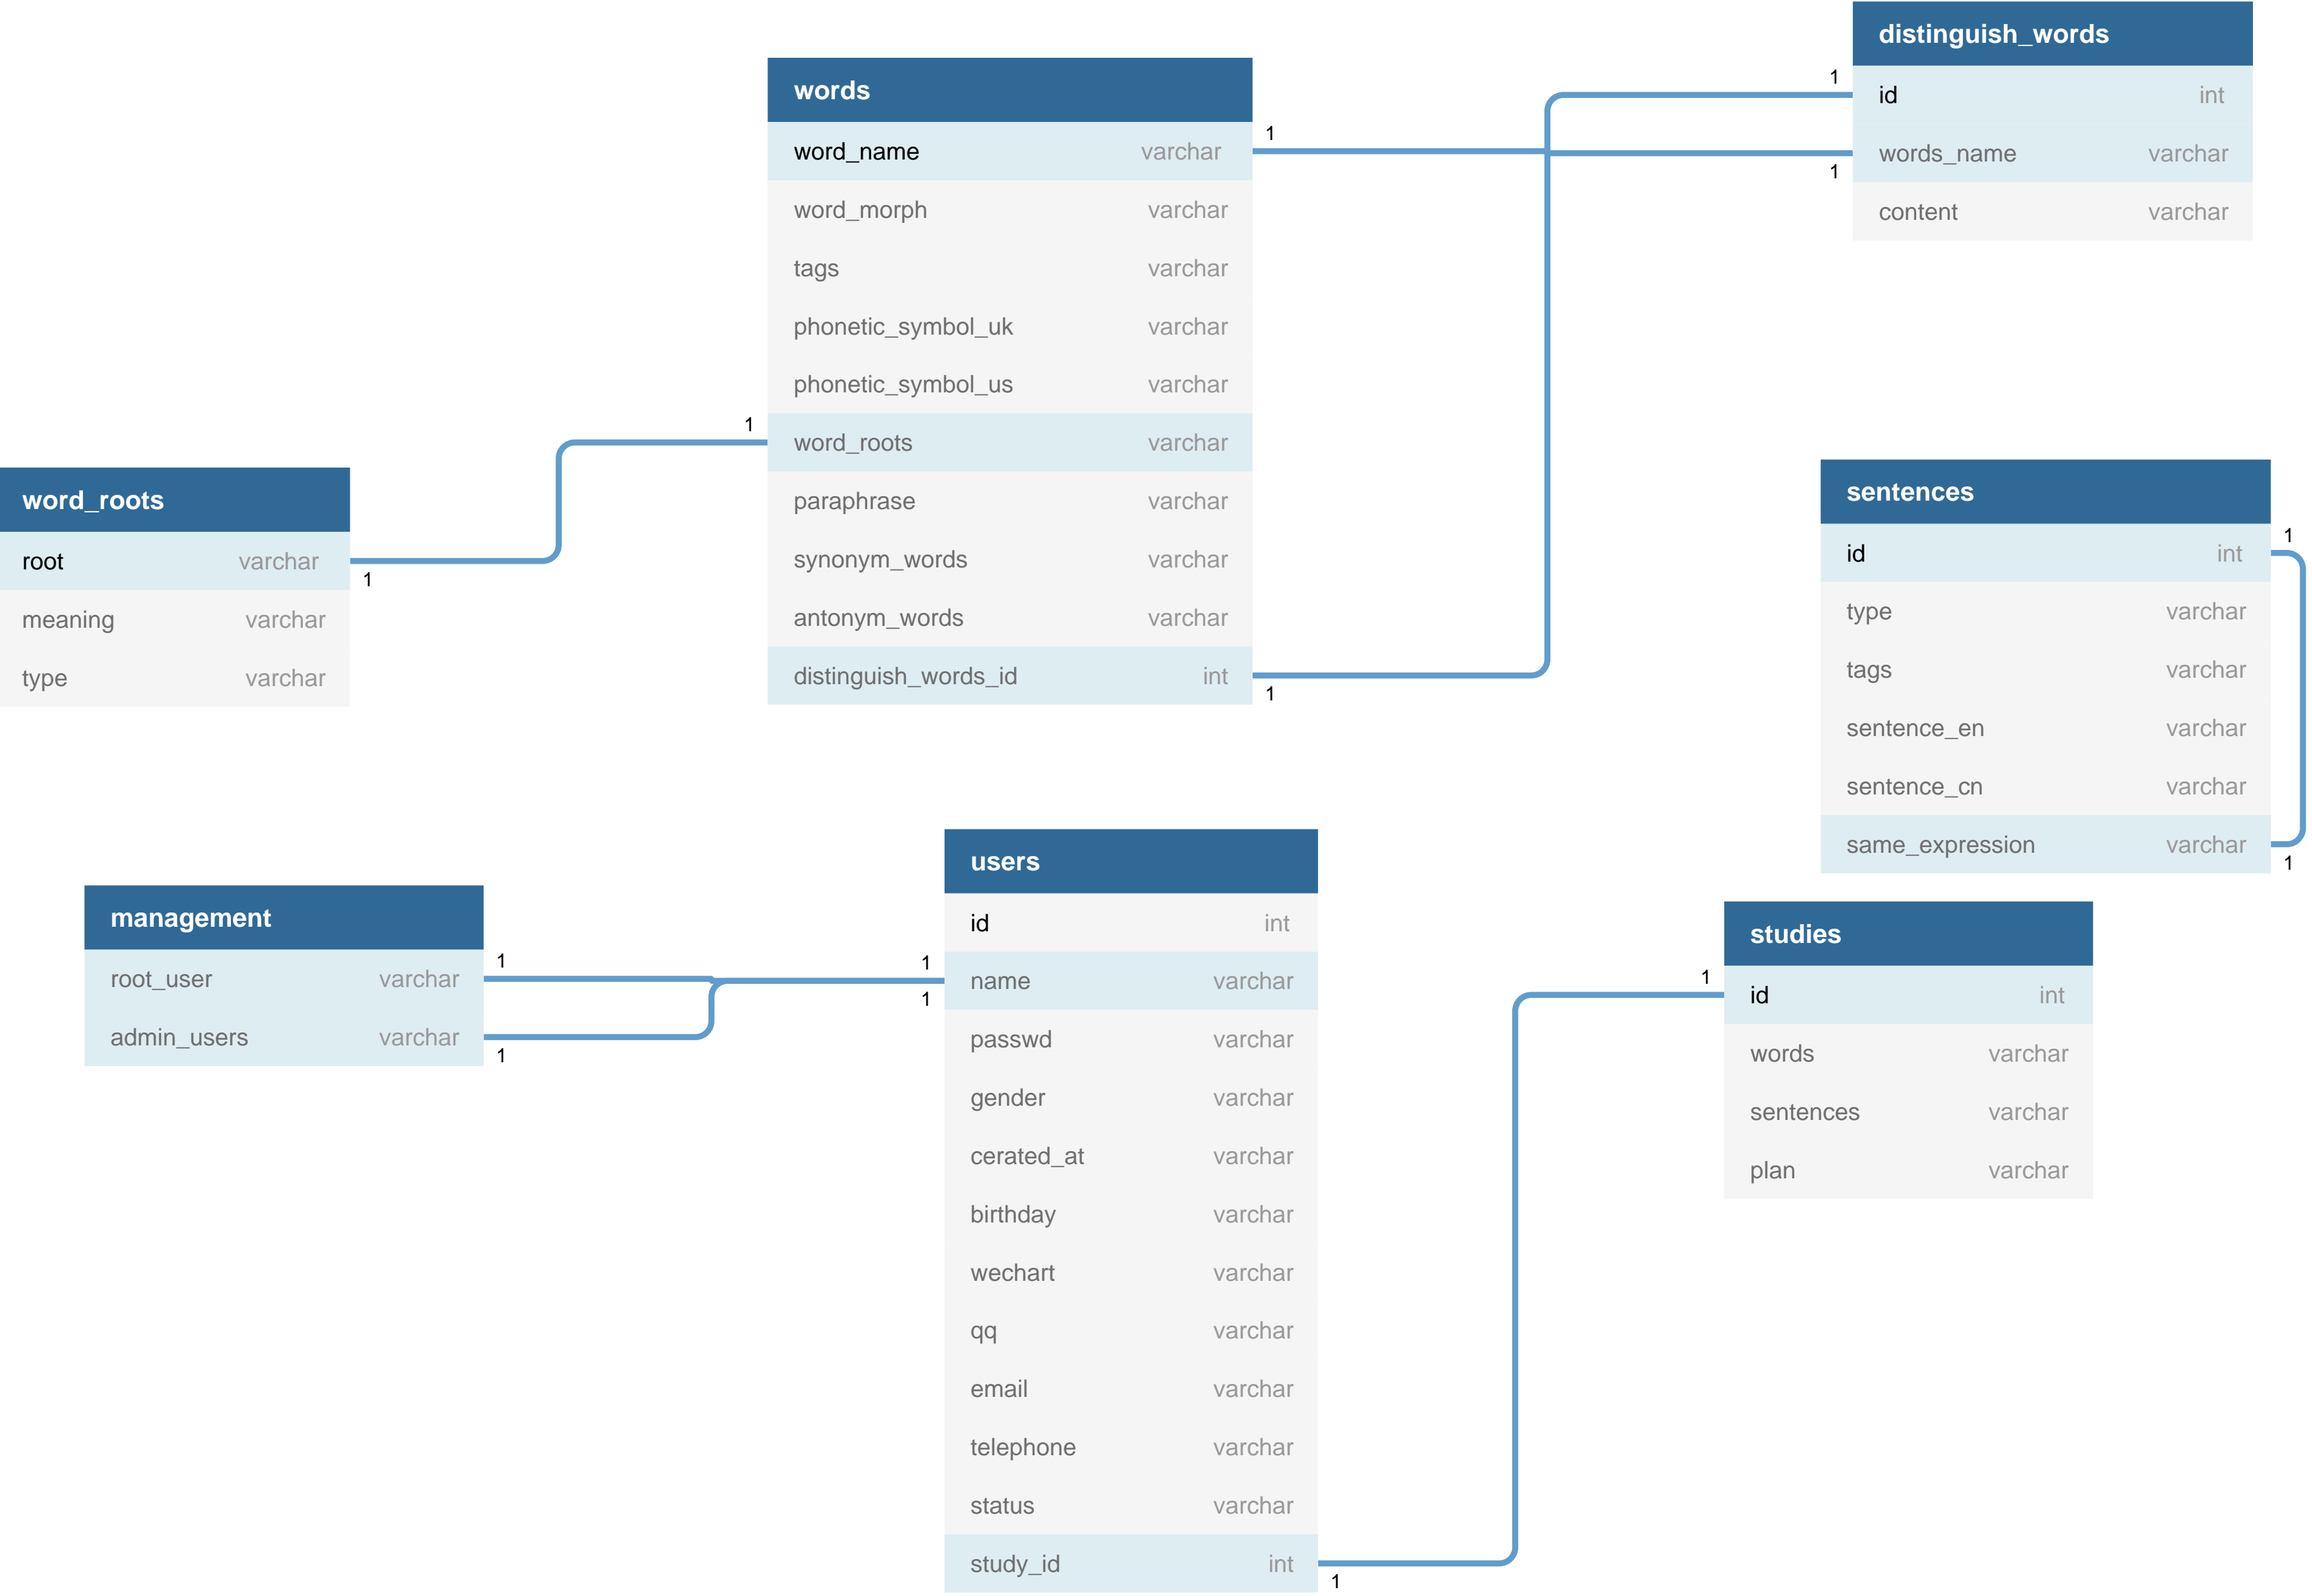 distinguish_words
id int
words_name varchar
content varchar
1
1
words
word_name varchar
word_morph varchar
tags varchar
phonetic_symbol_uk varchar
phonetic_symbol_us varchar
word_roots varchar
paraphrase varchar
synonym_words varchar
antonym_words varchar
distinguish_words_id int
1
1
1
word_roots
root varchar
meaning varchar
type varchar
1
sentences
id int
type varchar
tags varchar
sentence_en varchar
sentence_cn varchar
same_expression varchar
1
1
users
id int
name varchar
passwd varchar
gender varchar
cerated_at varchar
birthday varchar
wechart varchar
qq varchar
email varchar
telephone varchar
status varchar
study_id int
1
1
1
management
root_user varchar
admin_users varchar
1
1
studies
id int
words varchar
sentences varchar
plan varchar
1